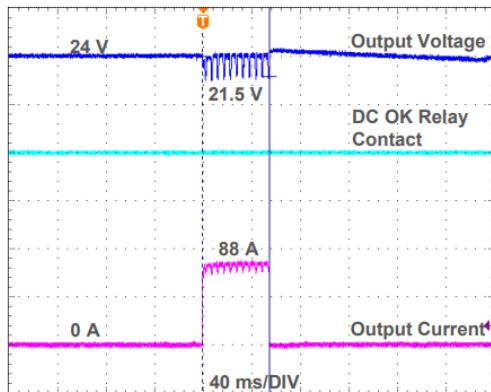 T
24 V
Output Voltage
21.5 V
DC OK Relay
Contact
88 A
0 A
Output Current
40 ms/DIV